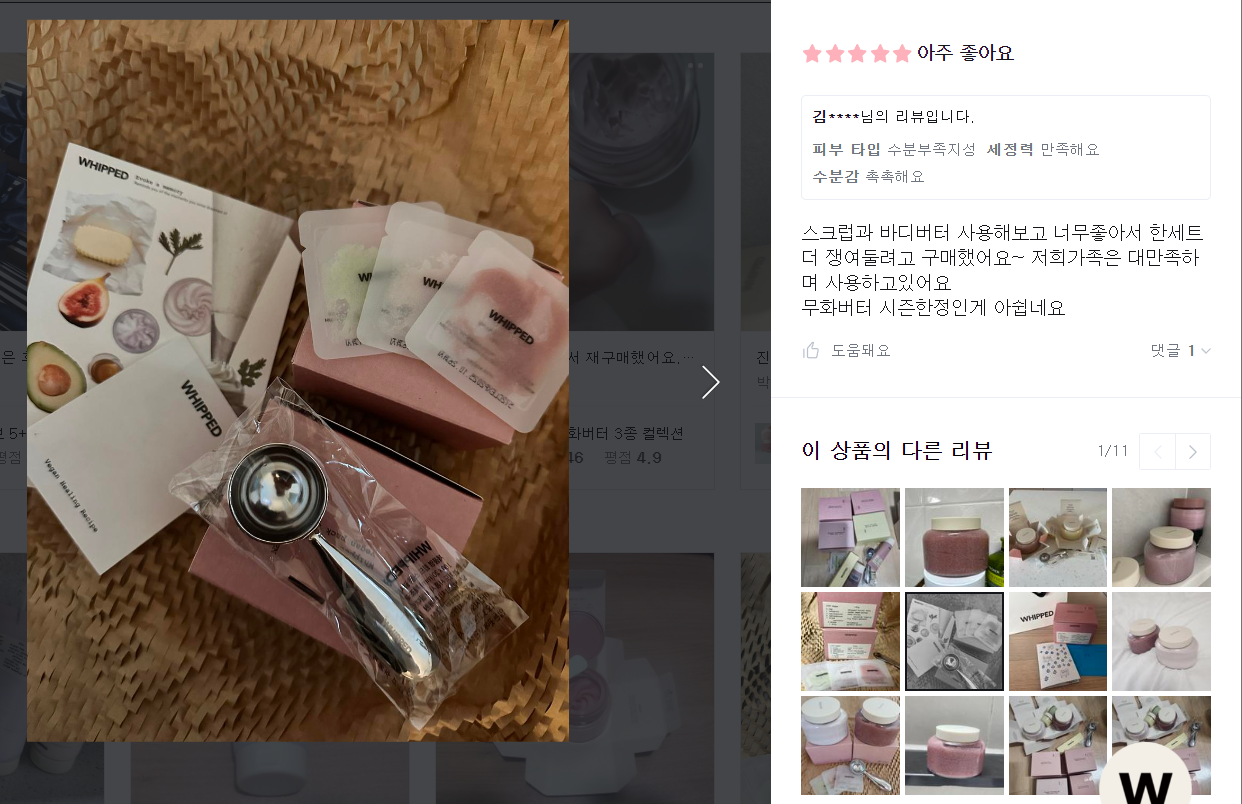 WHIPPED
Evoke a memory
WHIPPED
Vegan Healing Recipe
WHIPPED
WHIPPED
은
서 재구매했어요.…
진
박
보 5+
화버터 3종 컬렉션
평점
46 평점 4.9
아주 좋아요
김****님의 리뷰입니다.
피부 타입 수분부족지성 세정력 만족해요
수분감 촉촉해요
스크럽과 바디버터 사용해보고 너무좋아서 한세트
더 쟁여둘려고 구매했어요~ 저희가족은 대만족하
며 사용하고있어요
무화버터 시즌한정인게 아쉽네요
도움돼요
댓글 1
이 상품의 다른 리뷰
1/11
WHIPPED
W